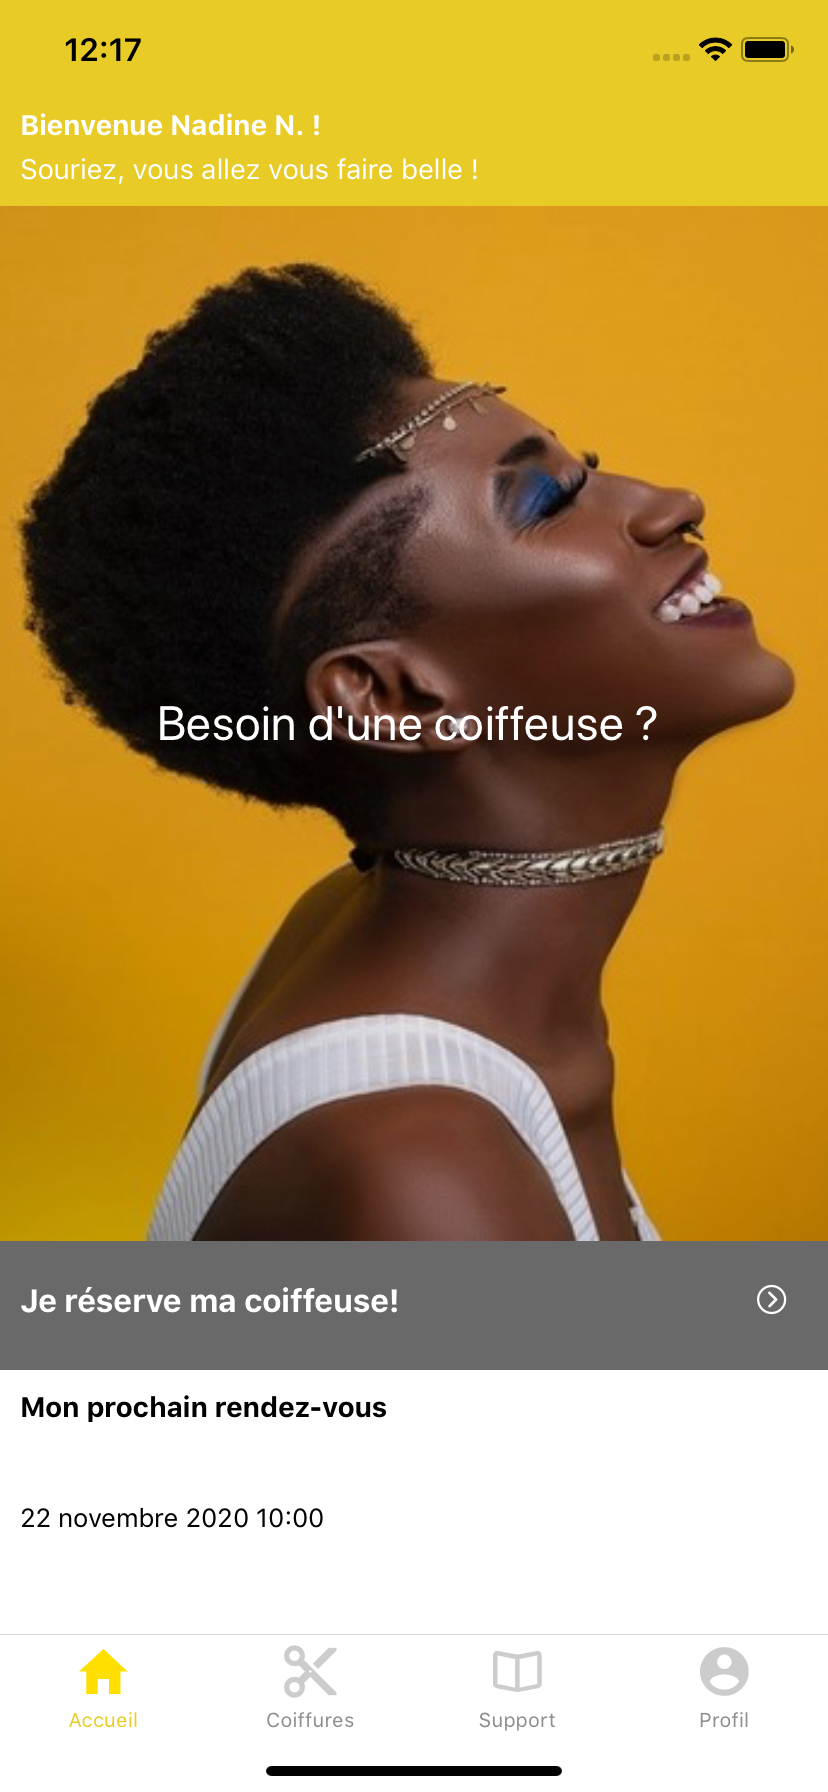 12:17
Bienvenue Nadine N. !
Souriez, vous allez vous faire belle !
Besoin d'une coiffeuse ?
Je réserve ma coiffeuse!
Mon prochain rendez-vous
22 novembre 2020 10:00
Accueil
Coiffures
Support
Profil